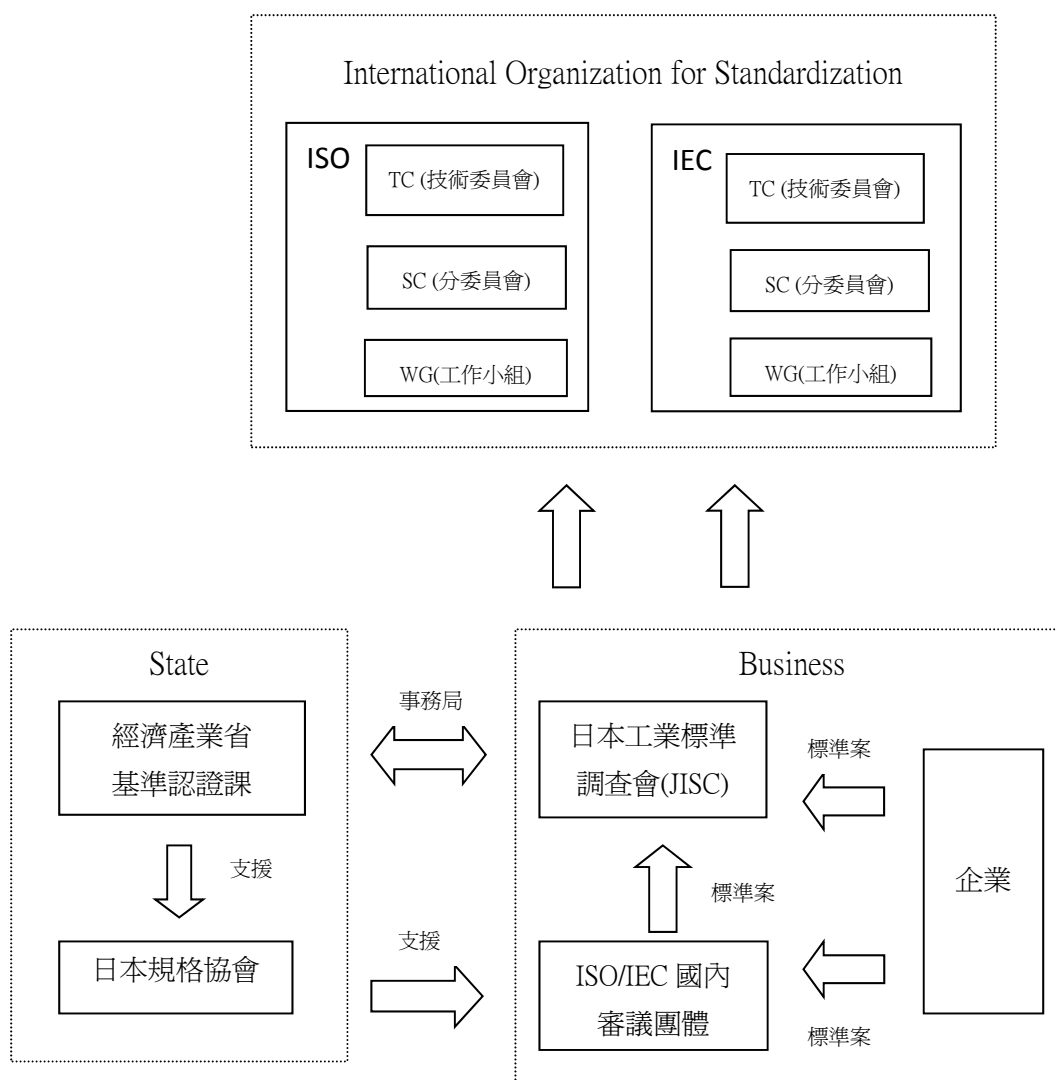 International Organization for Standardization
ISO
TC (技術委員會)
SC (分委員會)
WG(工作小組)
IEC
TC (技術委員會)
SC (分委員會)
WG(工作小組)
State
經濟產業省
基準認證課
支援
日本規格協會
事務局
支援
Business
日本工業標準
調查會(JISC)
標準案
標準案
企業
ISO/IEC 國內
審議團體
標準案